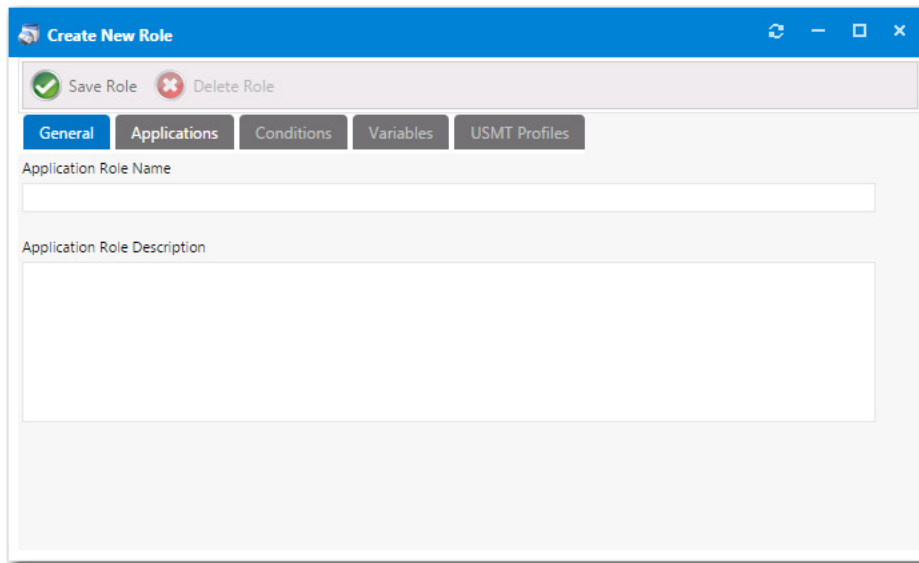 Create New Role
Save Role Delete Role
General Applications Conditions Variables USMT Profiles
Application Role Name
Application Role Description